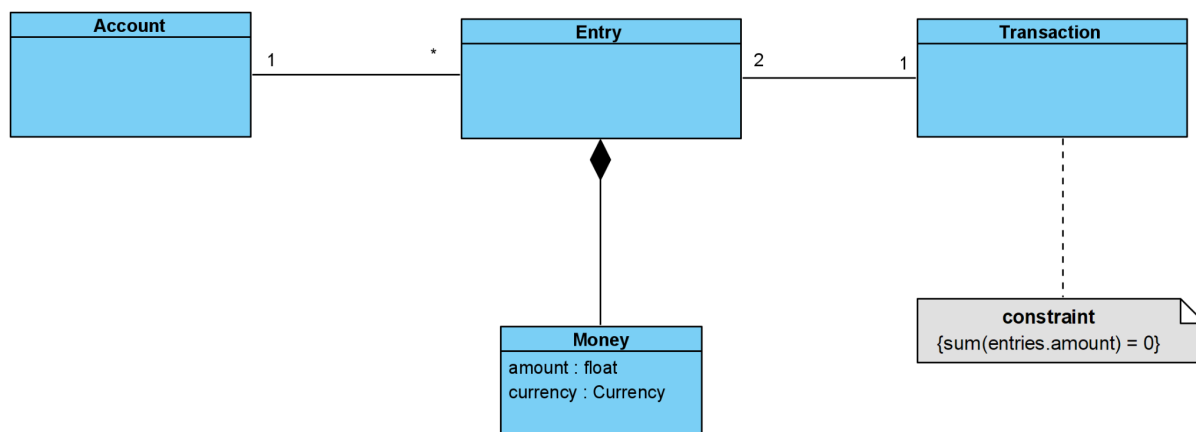 Account
Entry
Transaction
1
*
2
1
Money
amount : float
currency : Currency
constraint
{sum(entries.amount) = 0}